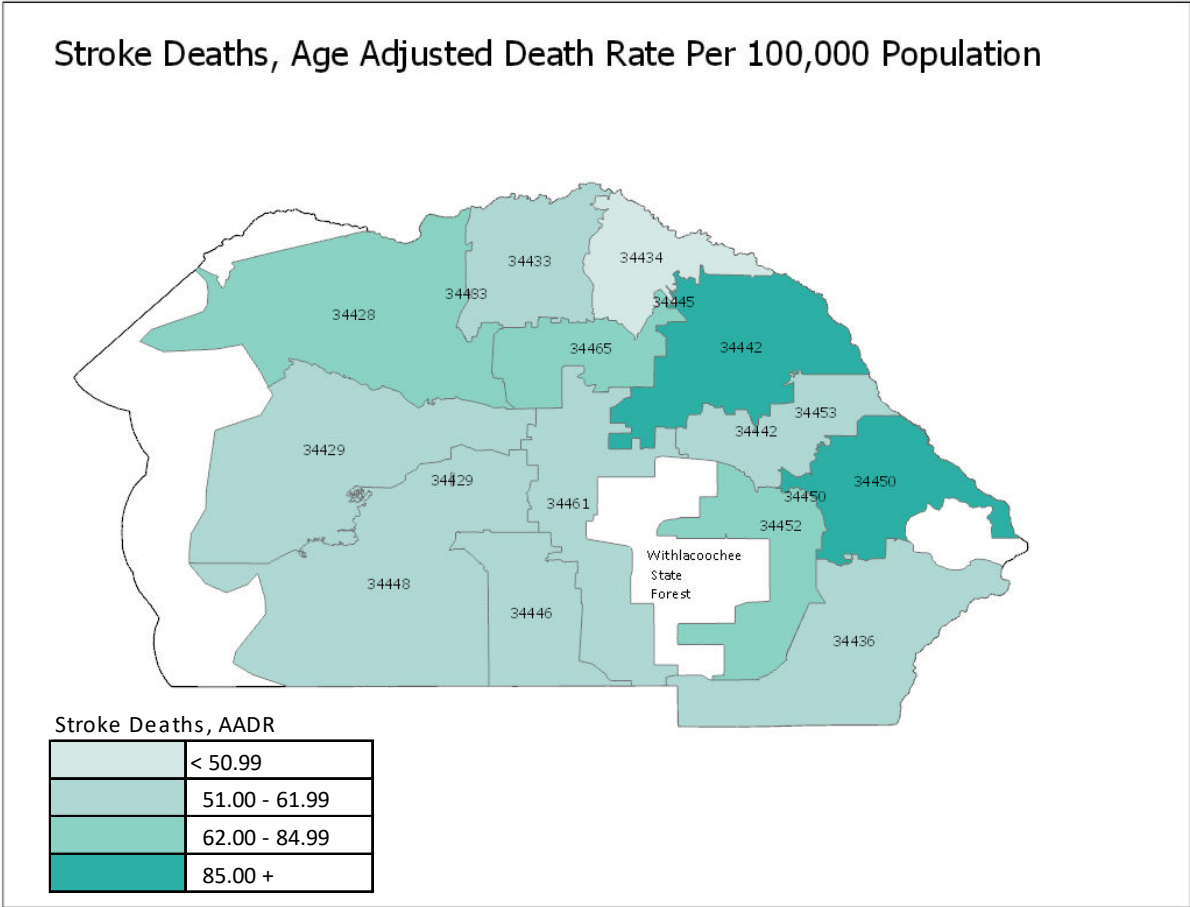 Stroke Deaths, Age Adjusted Death Rate Per 100,000 Population
34433
34434
34483
34445
34428
34465
34442
34453
34442
34429
34429
34450
34461
34450
34452
Withlacoochee
State
Forest
34448
34446
34436
Stroke Deaths, AADR
< 50.99
51.00 - 61.99
62.00 - 84.99
85.00 +